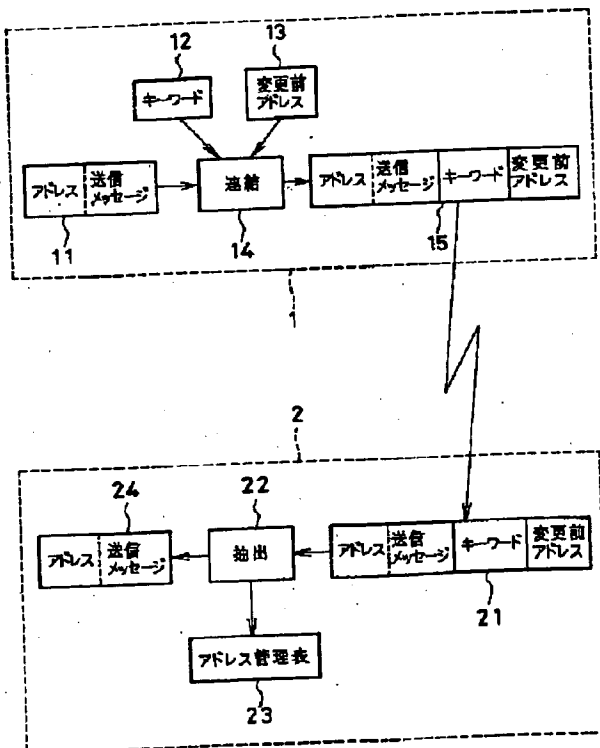 12
13
キーワード
変更前
アドレス
アドレス
送信
メッセージ
連結
アドレス
送信
メッセージ
キーワード
変更前
アドレス
11
14
15
2
24
22
アドレス
送信
メッセージ
抽出
アドレス
送信
メッセージ
キーワード
変更前
アドレス
21
アドレス管理表
23